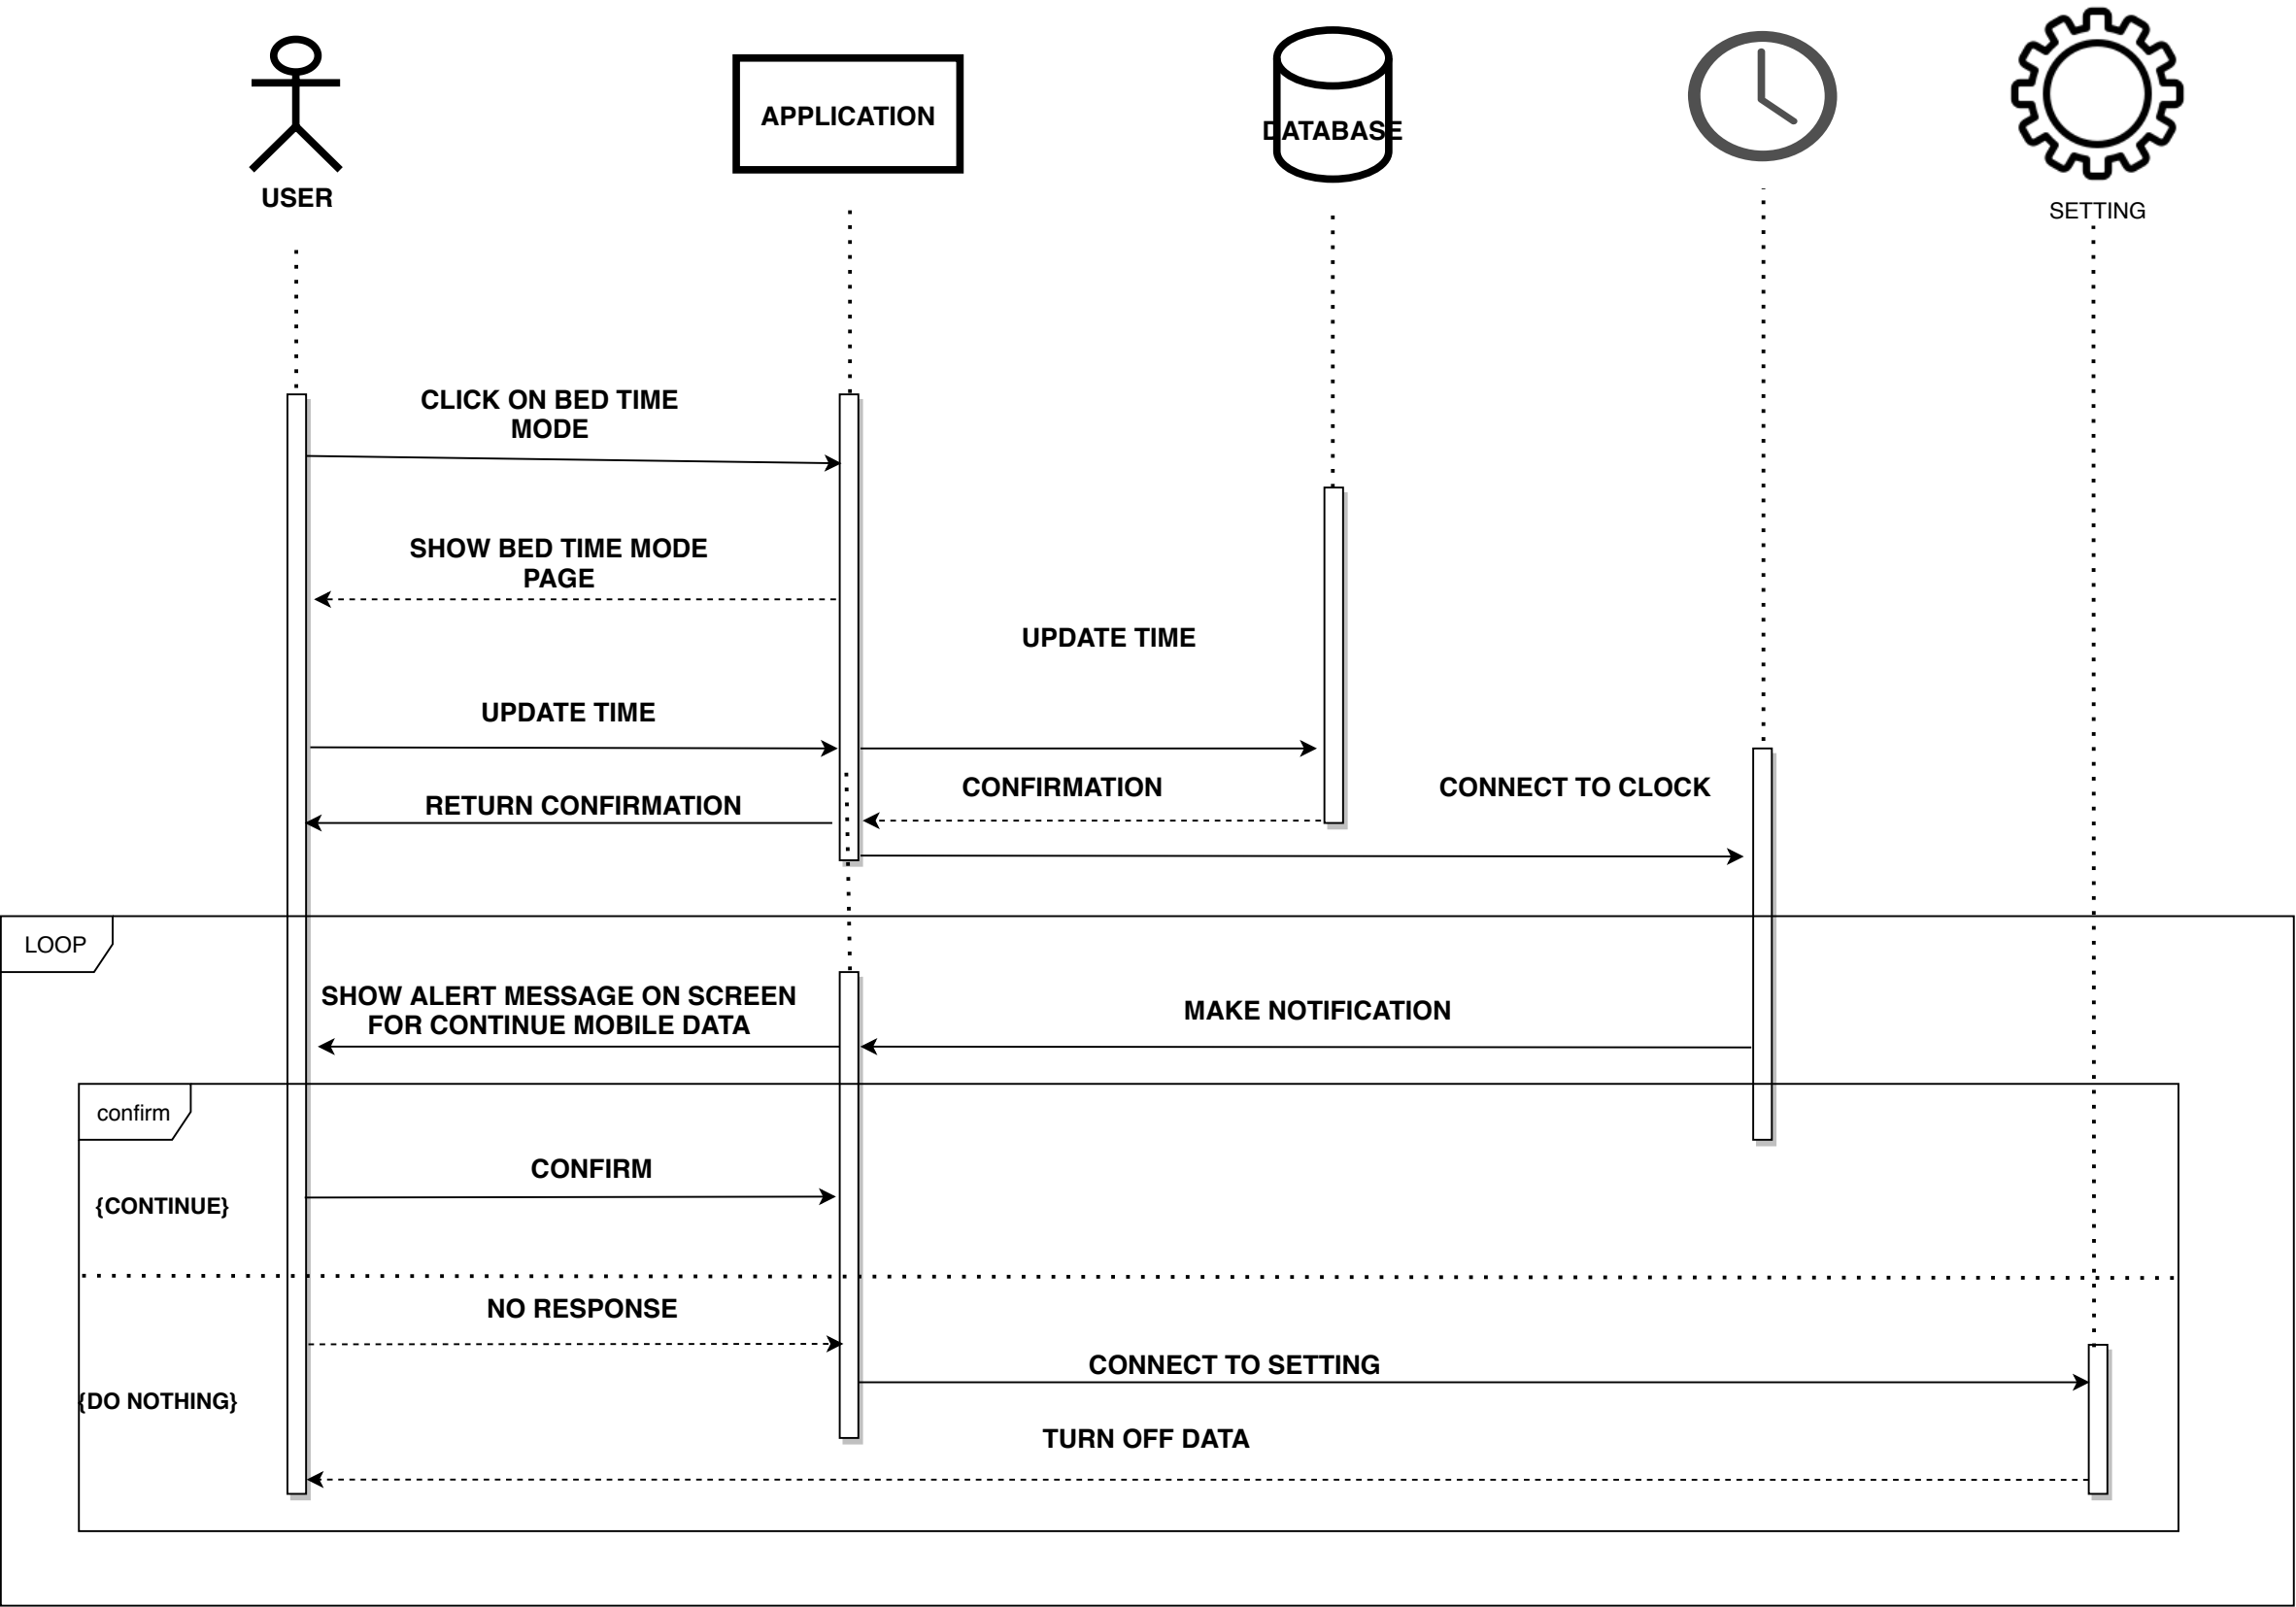 APPLICATION
DATABASE
USER
SETTING
CLICK ON BED TIME
MODE
SHOW BED TIME MODE
PAGE
UPDATE TIME
UPDATE TIME
CONFIRMATION
CONNECT TO CLOCK
RETURN CONFIRMATION
LOOP
SHOW ALERT MESSAGE ON SCREEN
FOR CONTINUE MOBILE DATA
MAKE NOTIFICATION
confirm
CONFIRM
{CONTINUE}
NO RESPONSE
CONNECT TO SETTING
{DO NOTHING}
TURN OFF DATA